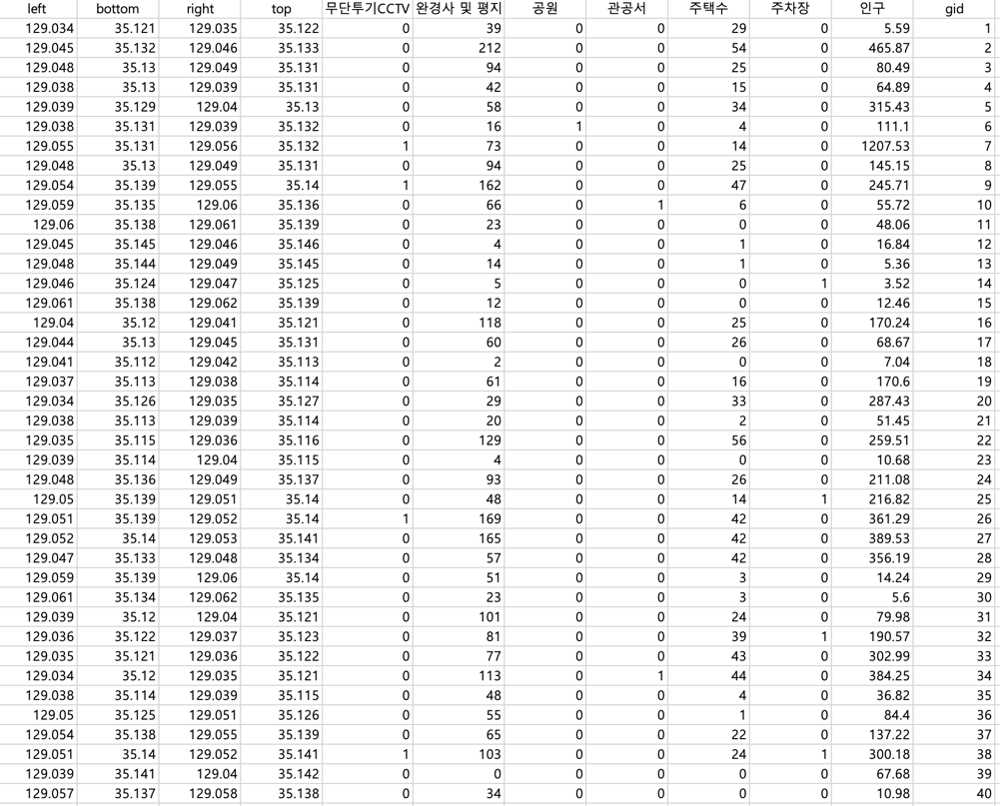 left bottom right top 무단투기CCTV 완경사 및 평지 공원 관공서 주택수 주차장 인구 gid
129.034 35.121 129.035 35.122 0 39 0 0 29 0 5.59 1
129.045 35.132 129.046 35.133 0 212 0 0 54 0 465.87 2
129.048 35.13 129.049 35.131 0 94 0 0 25 0 80.49 3
129.038 35.13 129.039 35.131 0 42 0 0 15 0 64.89 4
129.039 35.129 129.04 35.13 0 58 0 0 34 0 315.43 5
129.038 35.131 129.039 35.132 0 16 1 0 4 0 111.1 6
129.055 35.131 129.056 35.132 1 73 0 0 14 0 1207.53 7
129.048 35.13 129.049 35.131 0 94 0 0 25 0 145.15 8
129.054 35.139 129.055 35.14 1 162 0 0 47 0 245.71 9
129.059 35.135 129.06 35.136 0 66 0 1 6 0 55.72 10
129.06 35.138 129.061 35.139 0 23 0 0 0 0 48.06 11
129.045 35.145 129.046 35.146 0 4 0 0 1 0 16.84 12
129.048 35.144 129.049 35.145 0 14 0 0 1 0 5.36 13
129.046 35.124 129.047 35.125 0 5 0 0 0 1 3.52 14
129.061 35.138 129.062 35.139 0 12 0 0 0 0 12.46 15
129.04 35.12 129.041 35.121 0 118 0 0 25 0 170.24 16
129.044 35.13 129.045 35.131 0 60 0 0 26 0 68.67 17
129.041 35.112 129.042 35.113 0 2 0 0 0 0 7.04 18
129.037 35.113 129.038 35.114 0 61 0 0 16 0 170.6 19
129.034 35.126 129.035 35.127 0 29 0 0 33 0 287.43 20
129.038 35.113 129.039 35.114 0 20 0 0 2 0 51.45 21
129.035 35.115 129.036 35.116 0 129 0 0 56 0 259.51 22
129.039 35.114 129.04 35.115 0 4 0 0 0 0 10.68 23
129.048 35.136 129.049 35.137 0 93 0 0 26 0 211.08 24
129.05 35.139 129.051 35.14 0 48 0 0 14 1 216.82 25
129.051 35.139 129.052 35.14 1 169 0 0 42 0 361.29 26
129.052 35.14 129.053 35.141 0 165 0 0 42 0 389.53 27
129.047 35.133 129.048 35.134 0 57 0 0 42 0 356.19 28
129.059 35.139 129.06 35.14 0 51 0 0 3 0 14.24 29
129.061 35.134 129.062 35.135 0 23 0 0 3 0 5.6 30
129.039 35.12 129.04 35.121 0 101 0 0 24 0 79.98 31
129.036 35.122 129.037 35.123 0 81 0 0 39 1 190.57 32
129.035 35.121 129.036 35.122 0 77 0 0 43 0 302.99 33
129.034 35.12 129.035 35.121 0 113 0 1 44 0 384.25 34
129.038 35.114 129.039 35.115 0 48 0 0 4 0 36.82 35
129.05 35.125 129.051 35.126 0 55 0 0 1 0 84.4 36
129.054 35.138 129.055 35.139 0 65 0 0 22 0 137.22 37
129.051 35.14 129.052 35.141 1 103 0 0 24 1 300.18 38
129.039 35.141 129.04 35.142 0 0 0 0 0 0 67.68 39
129.057 35.137 129.058 35.138 0 34 0 0 0 0 10.98 40